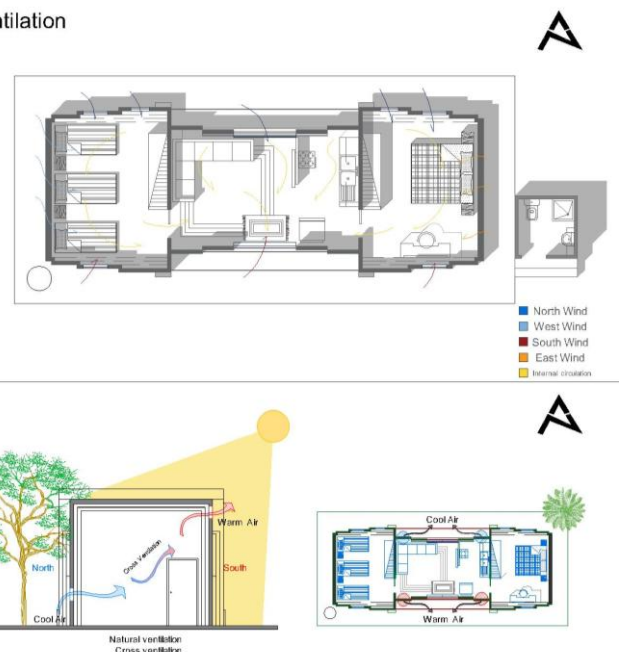 ntilation
North Wind
West Wind
South Wind
East Wind
Internal circulation
Warm Air
Cross Ventilation
North
South
Cool Air
Natural ventilation
Cross ventilation
Cool Air
Warm Air